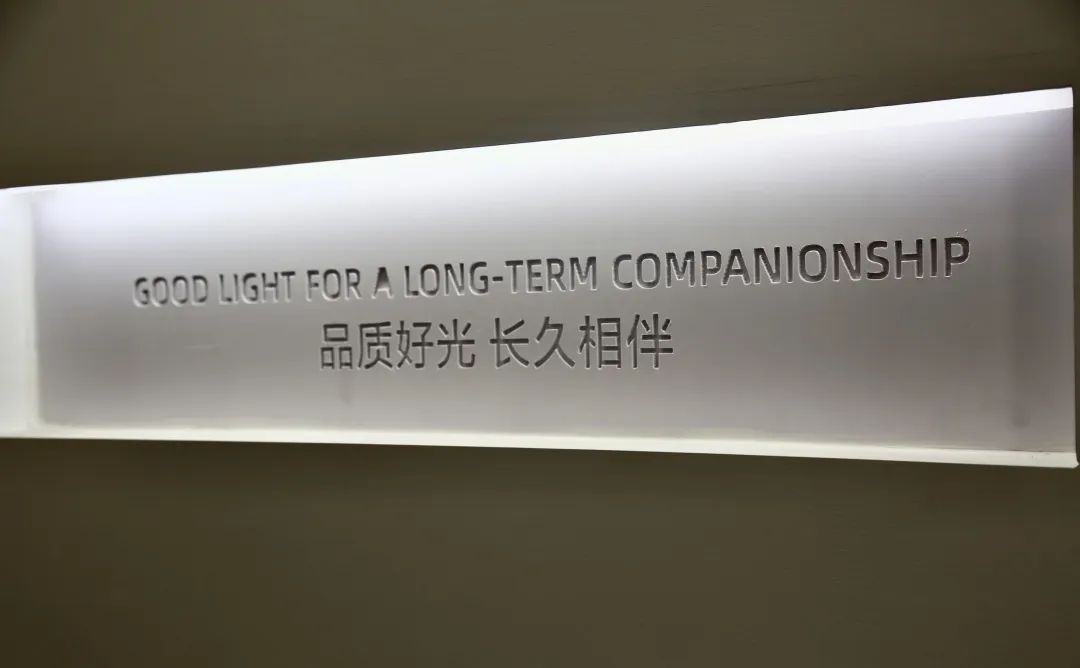 GOOD LIGHT FOR A LONG-TERM COMPANIONSHIP
品质好光 长久相伴